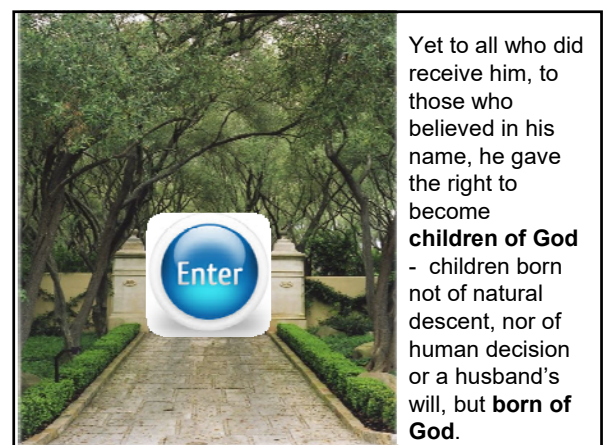 Enter
Yet to all who did
receive him, to
those who
believed in his
name, he gave
the right to
become
children of God
- children born
not of natural
descent, nor of
human decision
or a husband’s
will, but born of
God.